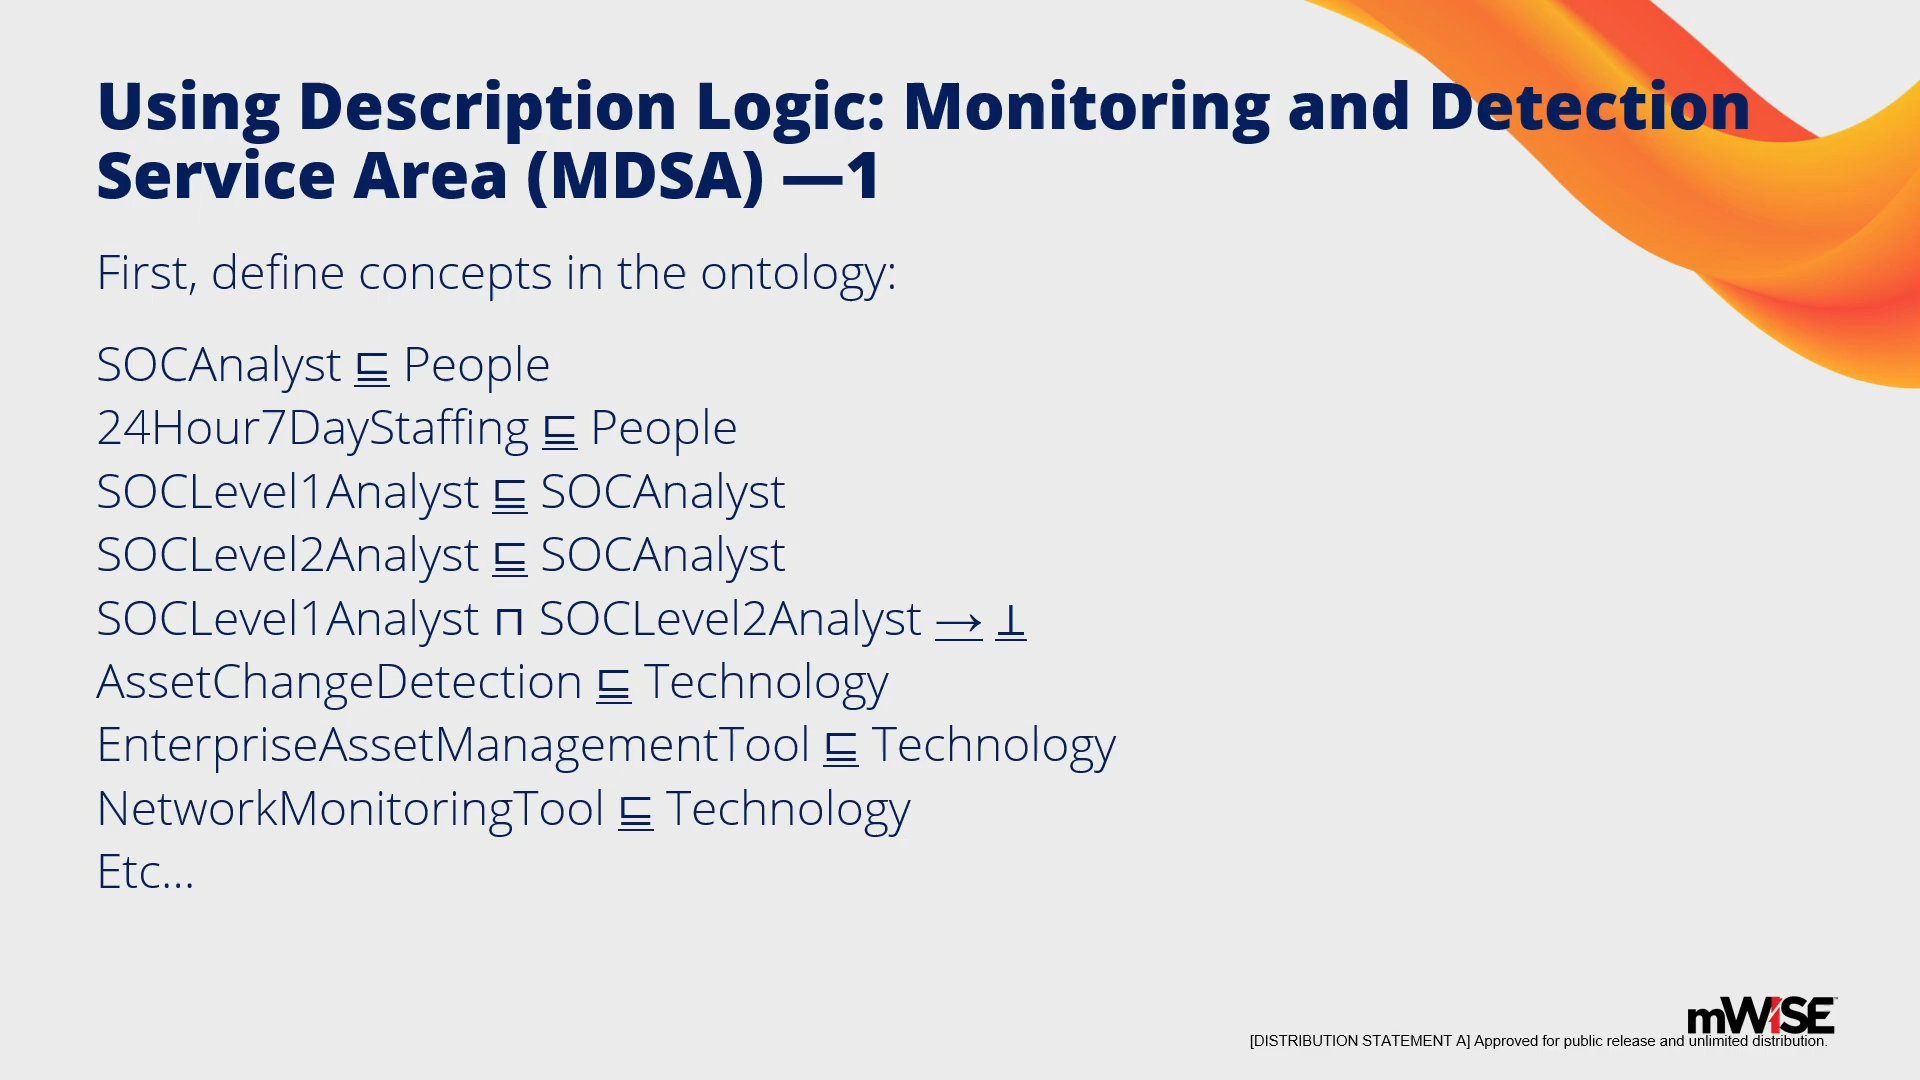 Using Description Logic: Monitoring and Detection
Service Area (MDSA) —1
First, define concepts in the ontology:
SOCAnalyst ⊑ People
24Hour7DayStaffing ⊑ People
SOCLevel1Analyst ⊑ SOCAnalyst
SOCLevel2Analyst ⊑ SOCAnalyst
SOCLevel1Analyst ⊓ SOCLevel2Analyst → ⊥
AssetChangeDetection ⊑ Technology
EnterpriseAssetManagementTool ⊑ Technology
NetworkMonitoringTool ⊑ Technology
Etc...
mWISE
[DISTRIBUTION STATEMENT A] Approved for public release and unlimited distribution.